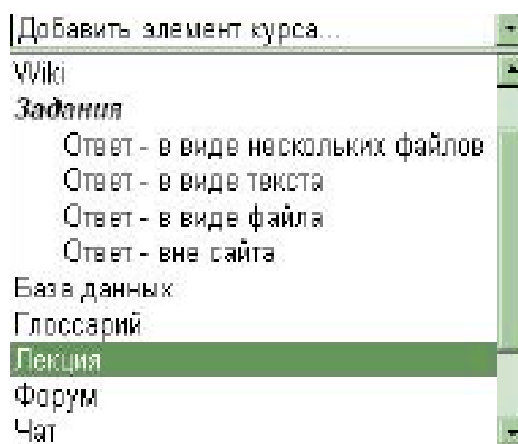 Добавить элемент курса...
Wiki
Задания
Ответ - в виде нескольких файлов
Ответ - в виде текста
Ответ - в виде файла
Ответ - вне сайта
База данных
Глоссарий
Лекция
Форум
Чат